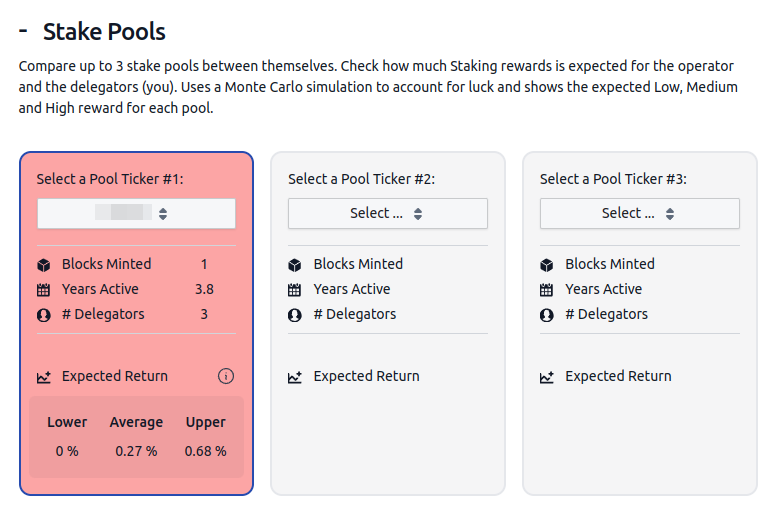 - Stake Pools
Compare up to 3 stake pools between themselves. Check how much Staking rewards is expected for the operator
and the delegators (you). Uses a Monte Carlo simulation to account for luck and shows the expected Low, Medium
and High reward for each pool.
Select a Pool Ticker #1:
Blocks Minted 1
Years Active 3.8
# Delegators 3
Expected Return
Lower Average Upper
0 % 0.27 % 0.68 %
Select a Pool Ticker #2:
Select ...
Blocks Minted
Years Active
# Delegators
Expected Return
Select a Pool Ticker #3:
Select ...
Blocks Minted
Years Active
# Delegators
Expected Return